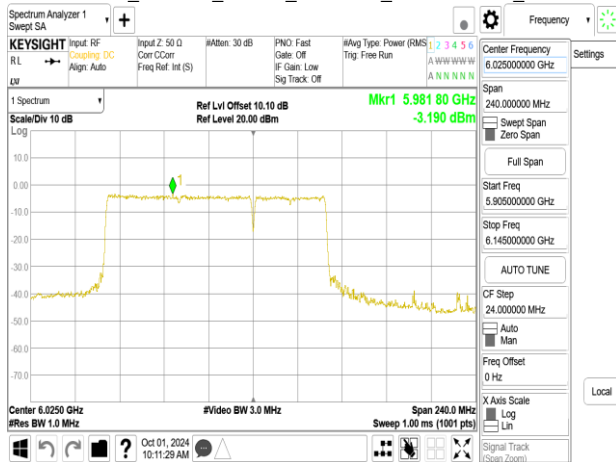 Spectrum Analyzer 1
Swept SA
+
Frequency
KEYSIGHT
RL
LXI
Input: RF
Coupling: DC
Align: Auto
Input Z: 50 Ω
Corr CCorr
Freq Ref: Int (S)
#Atten: 30 dB
PNO: Fast
Gate: Off
IF Gain: Low
Sig Track: Off
#Avg Type: Power (RMS
Trig: Free Run
1 2 3 4 5 6
A W W W W W
A N N N N N
Center Frequency
6.025000000 GHz
Settings
Span
240.000000 MHz
Swept Span
Zero Span
Full Span
Start Freq
5.905000000 GHz
Stop Freq
6.145000000 GHz
AUTO TUNE
CF Step
24.000000 MHz
Auto
Man
Freq Offset
0 Hz
X Axis Scale
Log
Lin
Signal Track
(Span Zoom)
Local
1 Spectrum
Scale/Div 10 dB
Ref Lvl Offset 10.10 dB
Ref Level 20.00 dBm
Mkr1 5.981 80 GHz
-3.190 dBm
Log
10.0
0.00
-10.0
-20.0
-30.0
-40.0
-50.0
-60.0
-70.0
1
Center 6.0250 GHz
#Res BW 1.0 MHz
#Video BW 3.0 MHz
Span 240.0 MHz
Sweep 1.00 ms (1001 pts)
?
Oct 01, 2024
10:11:29 AM